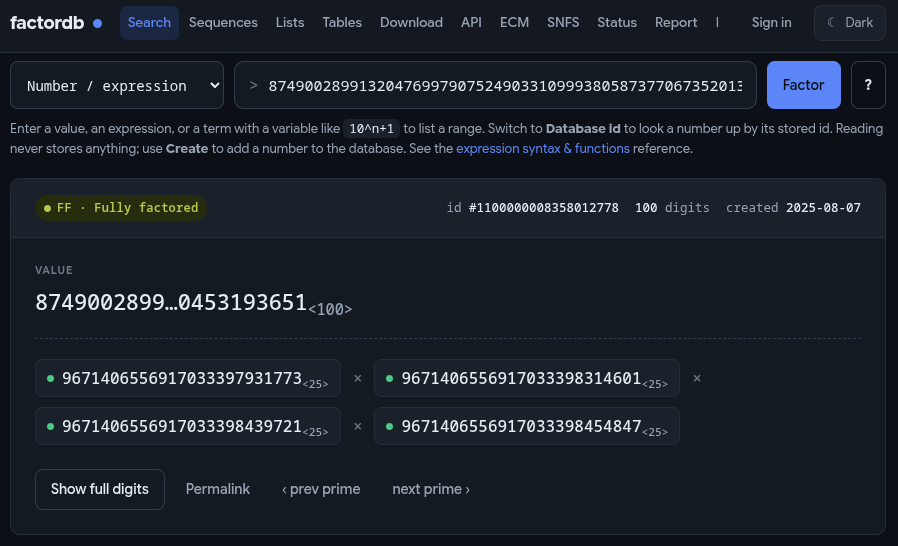 factordb Search Sequences Lists Tables Download API ECM SNFS Status Report Sign in ☾ Dark
Number / expression > 87490028991320476997907524903310999380587377067352013 Factor ?
Enter a value, an expression, or a term with a variable like 10^n+1 to list a range. Switch to Database id to look a number up by its stored id. Reading
never stores anything; use Create to add a number to the database. See the expression syntax & functions reference.
FF · Fully factored id #1100000008358012778 100 digits created 2025-08-07
VALUE
8749002899…0453193651<100>
9671406556917033397931773<25> × 9671406556917033398314601<25> ×
9671406556917033398439721<25> × 9671406556917033398454847<25>
Show full digits Permalink ‹ prev prime next prime ›